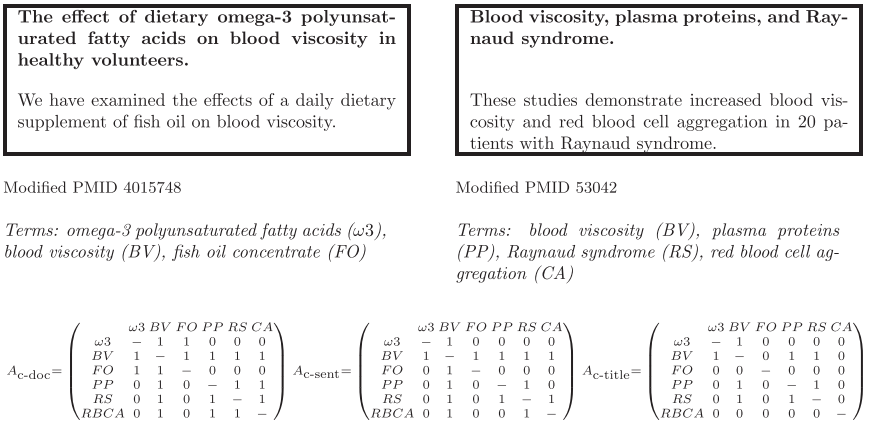 The effect of dietary omega-3 polyunsat-
urated fatty acids on blood viscosity in
healthy volunteers.
We have examined the effects of a daily dietary
supplement of fish oil on blood viscosity.
Blood viscosity, plasma proteins, and Ray-
naud syndrome.
These studies demonstrate increased blood vis-
cosity and red blood cell aggregation in 20 pa-
tients with Raynaud syndrome.
Modified PMID 4015748
Modified PMID 53042
Terms: omega-3 polyunsaturated fatty acids (ω3),
blood viscosity (BV), fish oil concentrate (FO)
Terms: blood viscosity (BV), plasma proteins
(PP), Raynaud syndrome (RS), red blood cell ag-
gregation (CA)
A c-doc=
ω3 BV FO PP RS CA
ω3 − 1 1 0 0 0
BV 1 − 1 1 1 1
FO 1 1 − 0 0 0
PP 0 1 0 − 1 1
RS 0 1 0 1 − 1
RBCA 0 1 0 1 1 −
A c-sent=
ω3 BV FO PP RS CA
ω3 − 1 0 0 0 0
BV 1 − 1 1 1 1
FO 0 1 − 0 0 0
PP 0 1 0 − 1 0
RS 0 1 0 1 − 1
RBCA 0 1 0 0 1 −
A c-title=
ω3 BV FO PP RS CA
ω3 − 1 0 0 0 0
BV 1 − 0 1 1 0
FO 0 0 − 0 0 0
PP 0 1 0 − 1 0
RS 0 1 0 1 − 0
RBCA 0 0 0 0 0 −